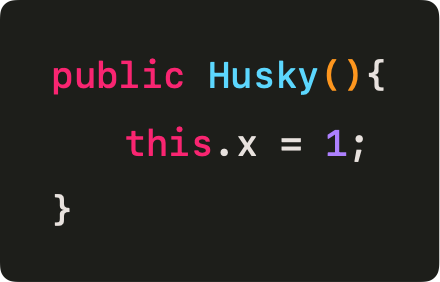 public Husky(){
    this.x = 1;
}